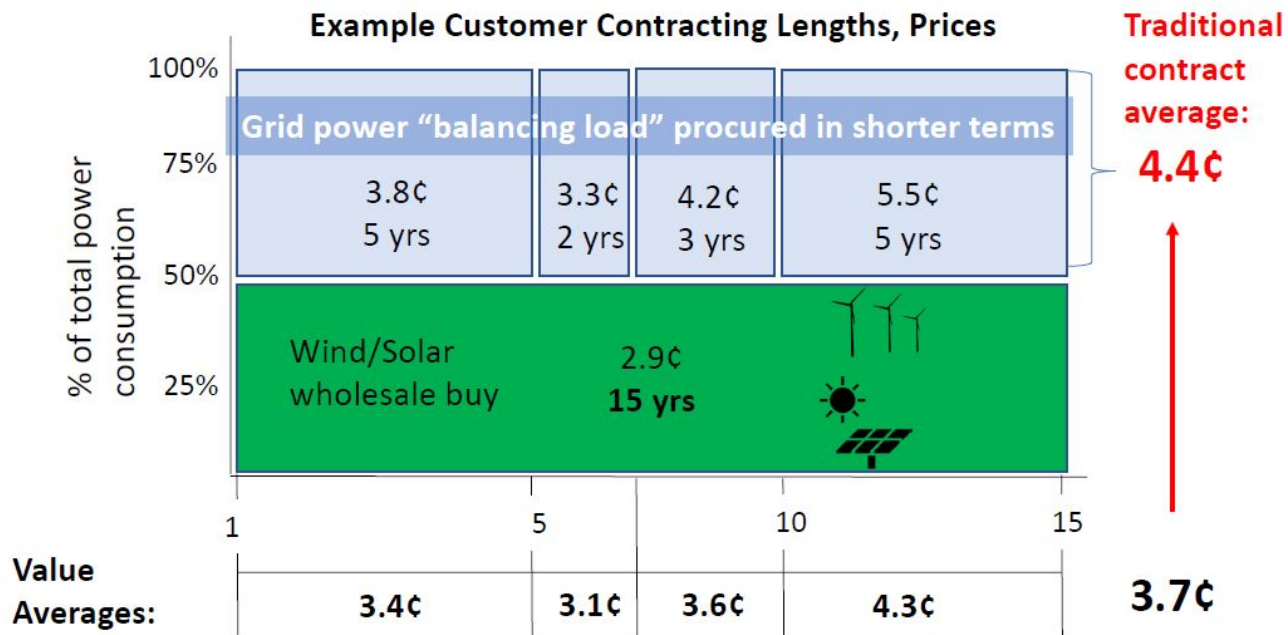 Example Customer Contracting Lengths, Prices
Traditional
contract
average:
4.4¢
% of total power
consumption
100%
75%
50%
25%
Grid power “balancing load” procured in shorter terms
3.8¢
5 yrs
3.3¢
2 yrs
4.2¢
3 yrs
5.5¢
5 yrs
Wind/Solar
wholesale buy
2.9¢
15 yrs
1
5
10
15
Value
Averages:
3.4¢
3.1¢
3.6¢
4.3¢
3.7¢